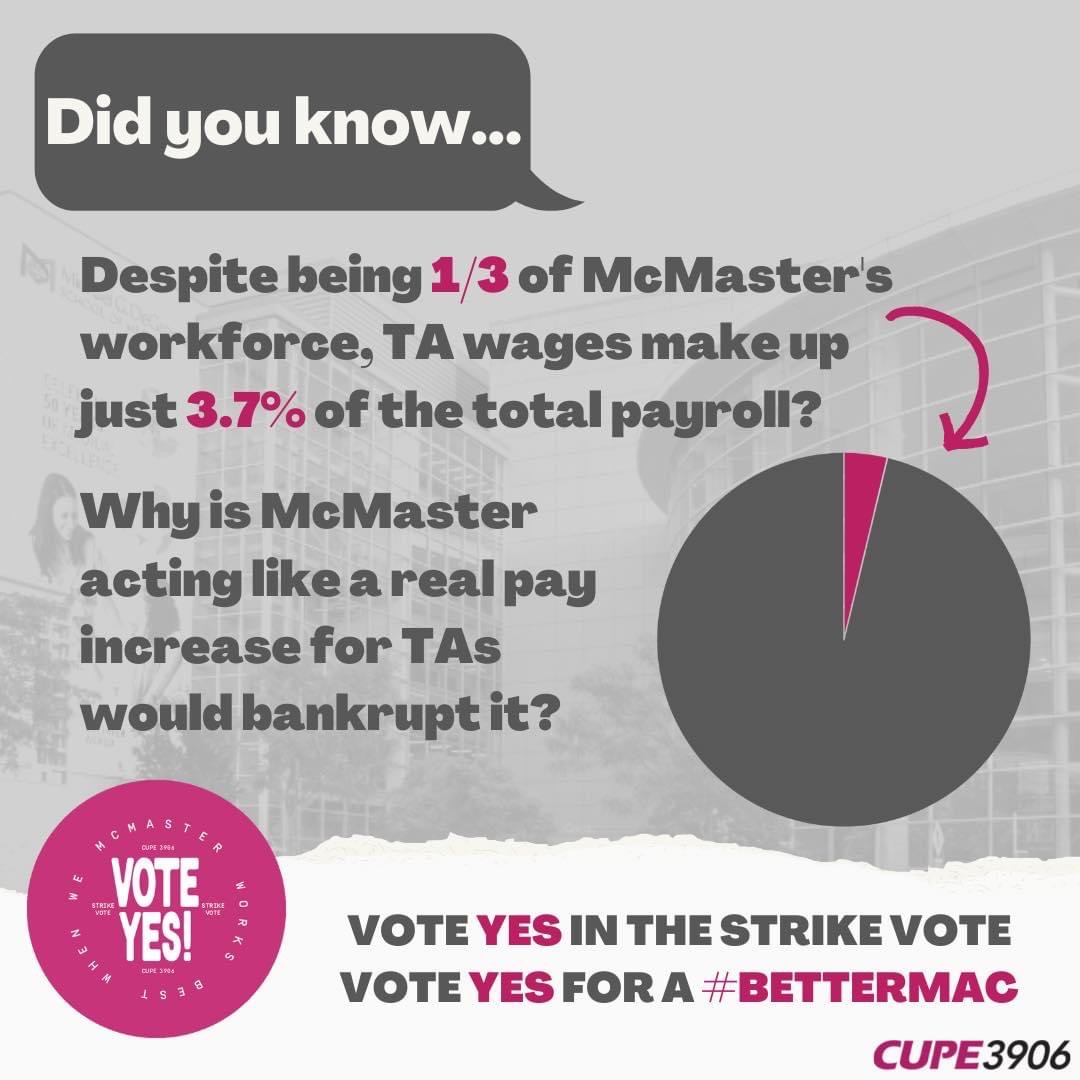 Did you know...
Despite being 1/3 of McMaster's
workforce, TA wages make up
just 3.7% of the total payroll?
Why is McMaster
acting like a real pay
increase for TAs
would bankrupt it?
MCMASTER WORKS BEST WHEN WE
CUPE 3906
VOTE
YES!
STRIKE
VOTE
STRIKE
VOTE
CUPE 3906
VOTE YES IN THE STRIKE VOTE
VOTE YES FOR A #BETTERMAC
CUPE3906